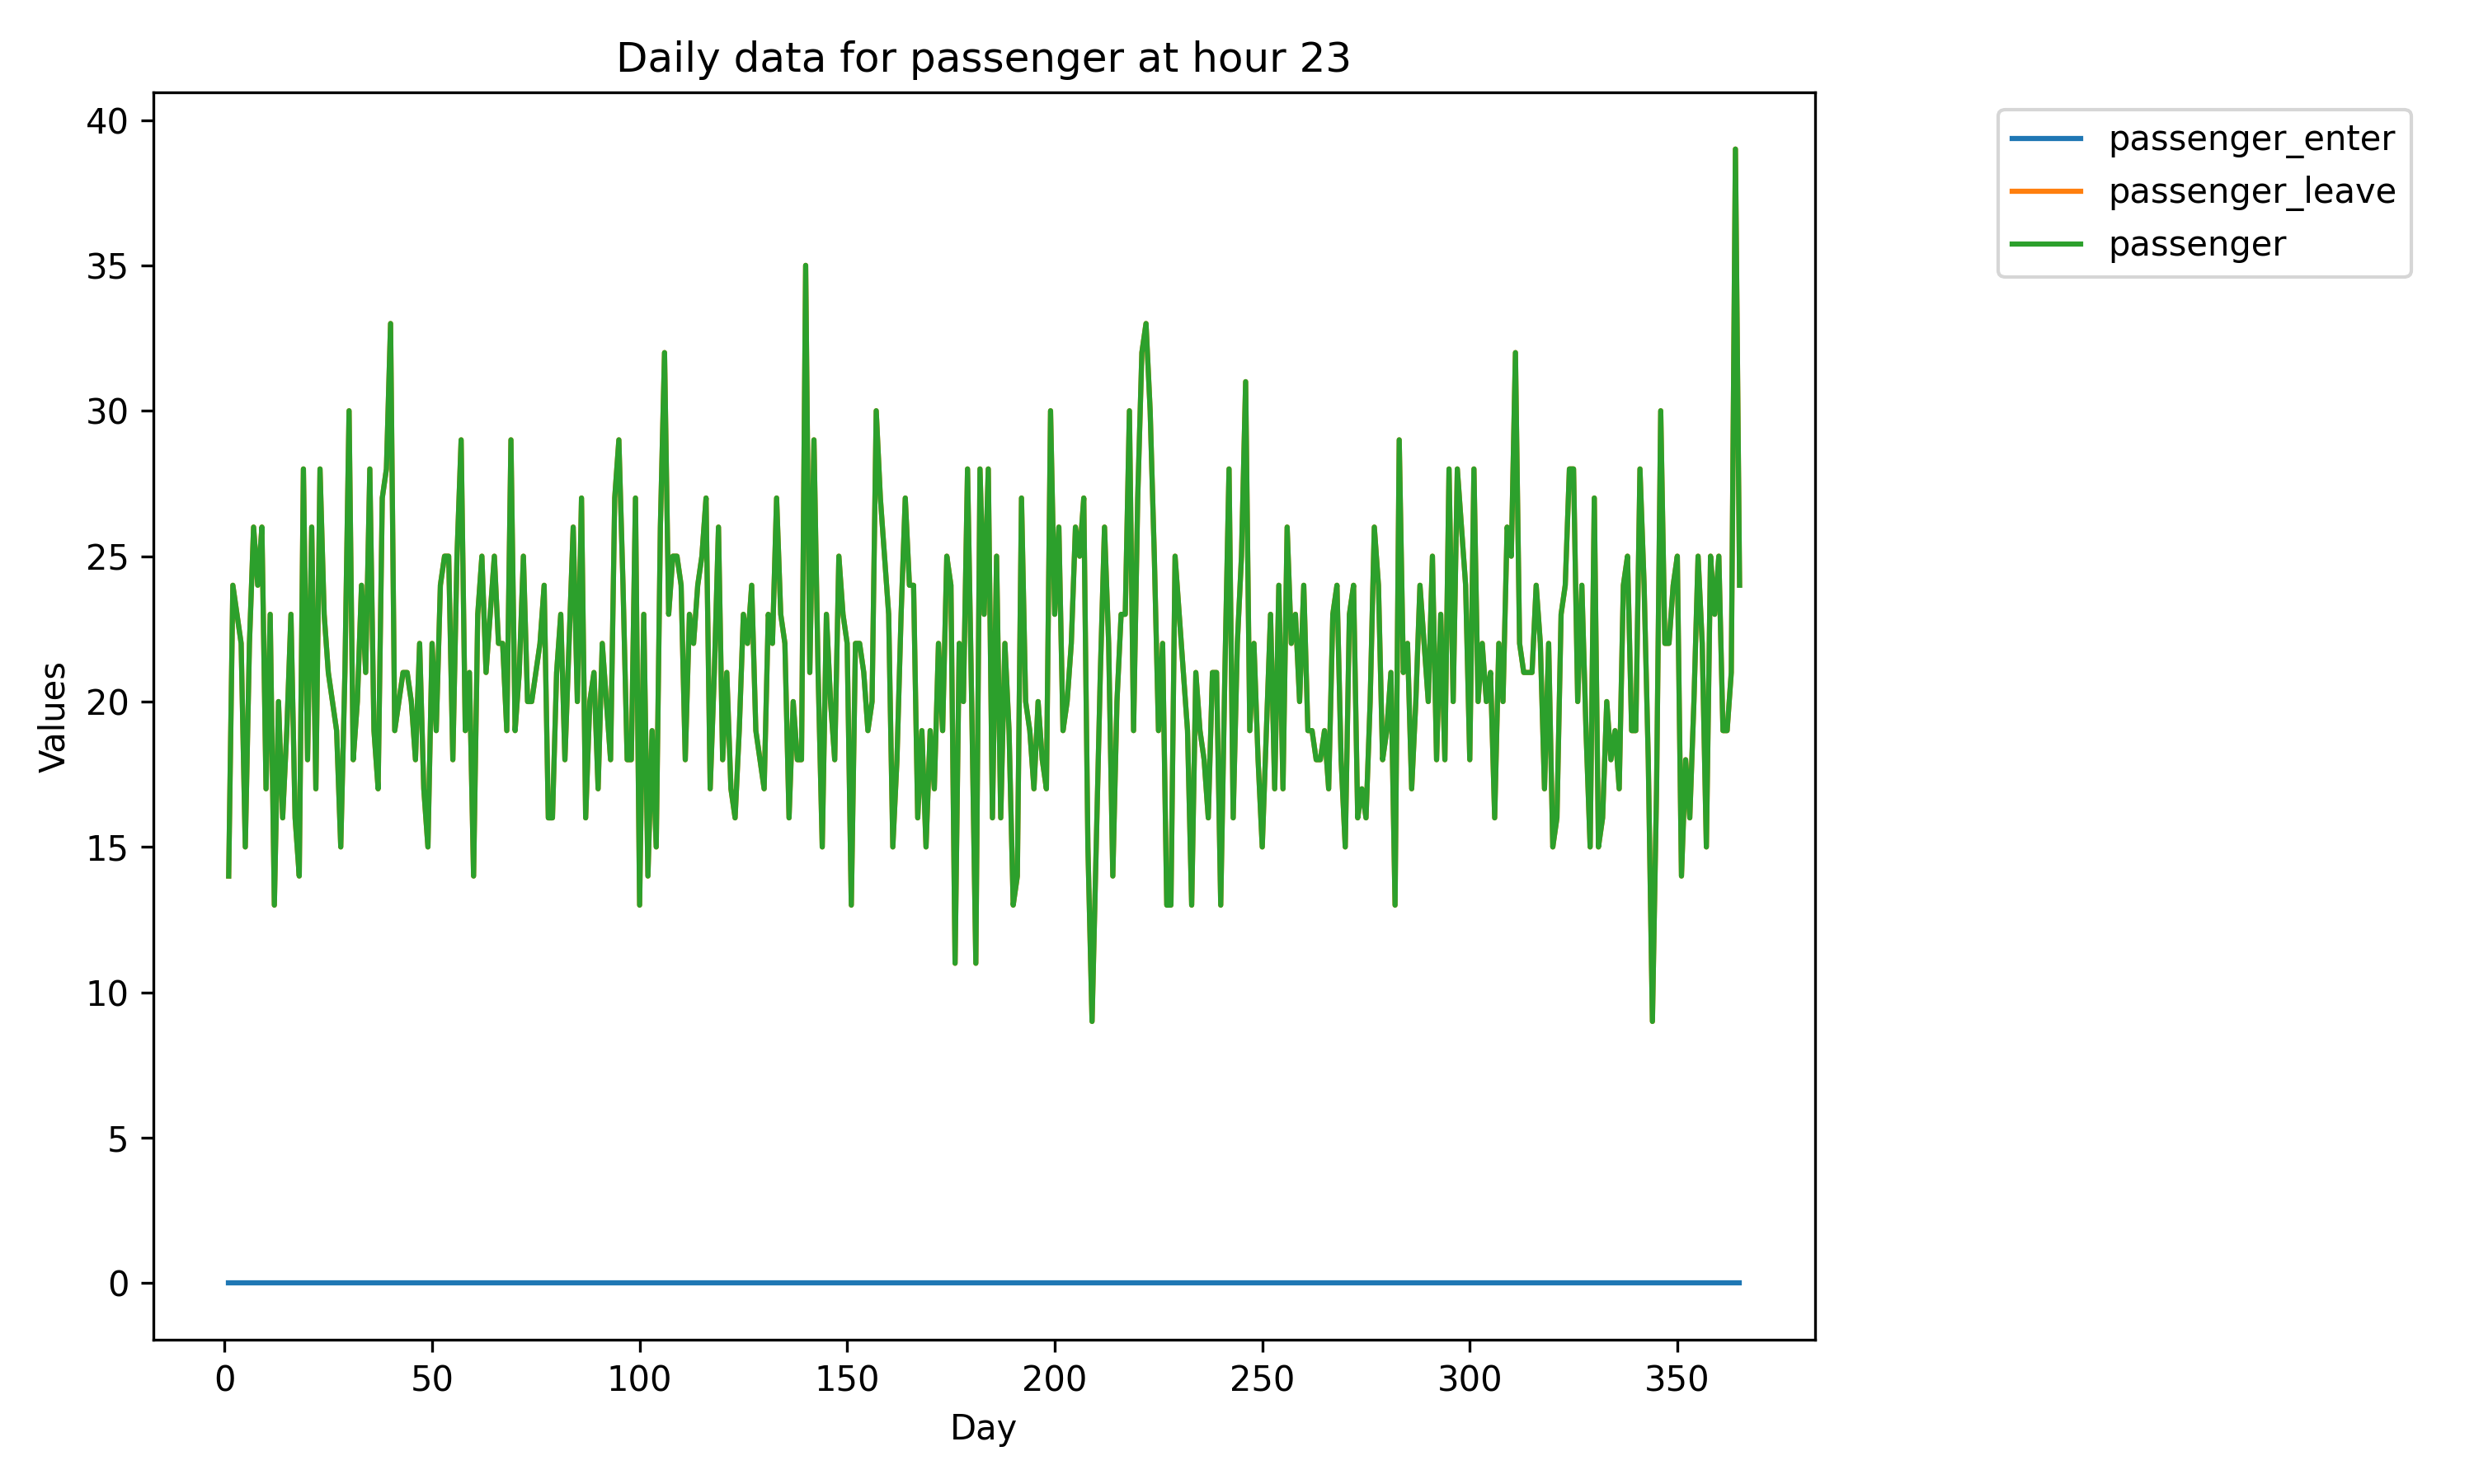 Daily data for passenger at hour 23
passenger_enter
passenger_leave
passenger
40
35
30
25
20
15
10
5
0
Values
0 50 100 150 200 250 300 350
Day